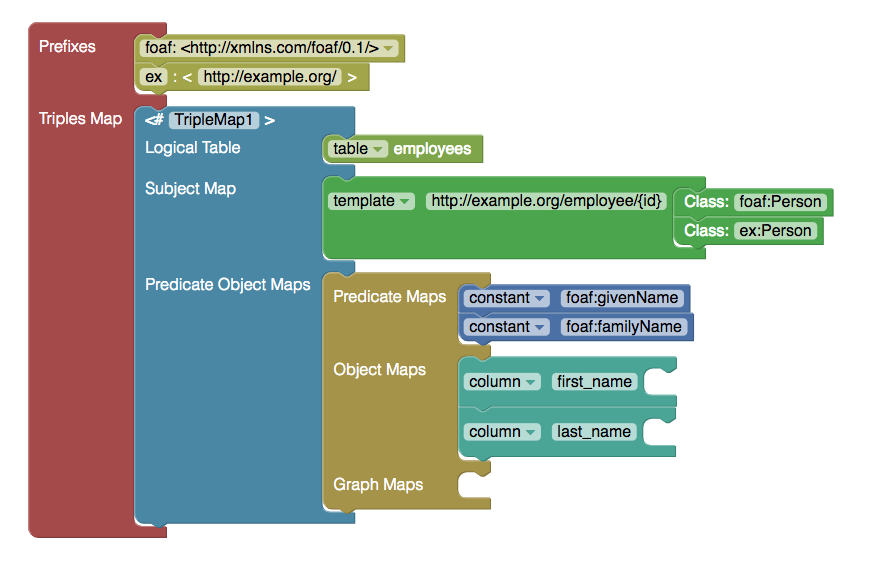 Prefixes
foaf: <http://xmlns.com/foaf/0.1/>
ex : < http://example.org/ >
Triples Map
<# TripleMap1 >
Logical Table
table employees
Subject Map
template http://example.org/employee/{id} Class: foaf:Person
Class: ex:Person
Predicate Object Maps
Predicate Maps
constant foaf:givenName
constant foaf:familyName
Object Maps
column first_name
column last_name
Graph Maps